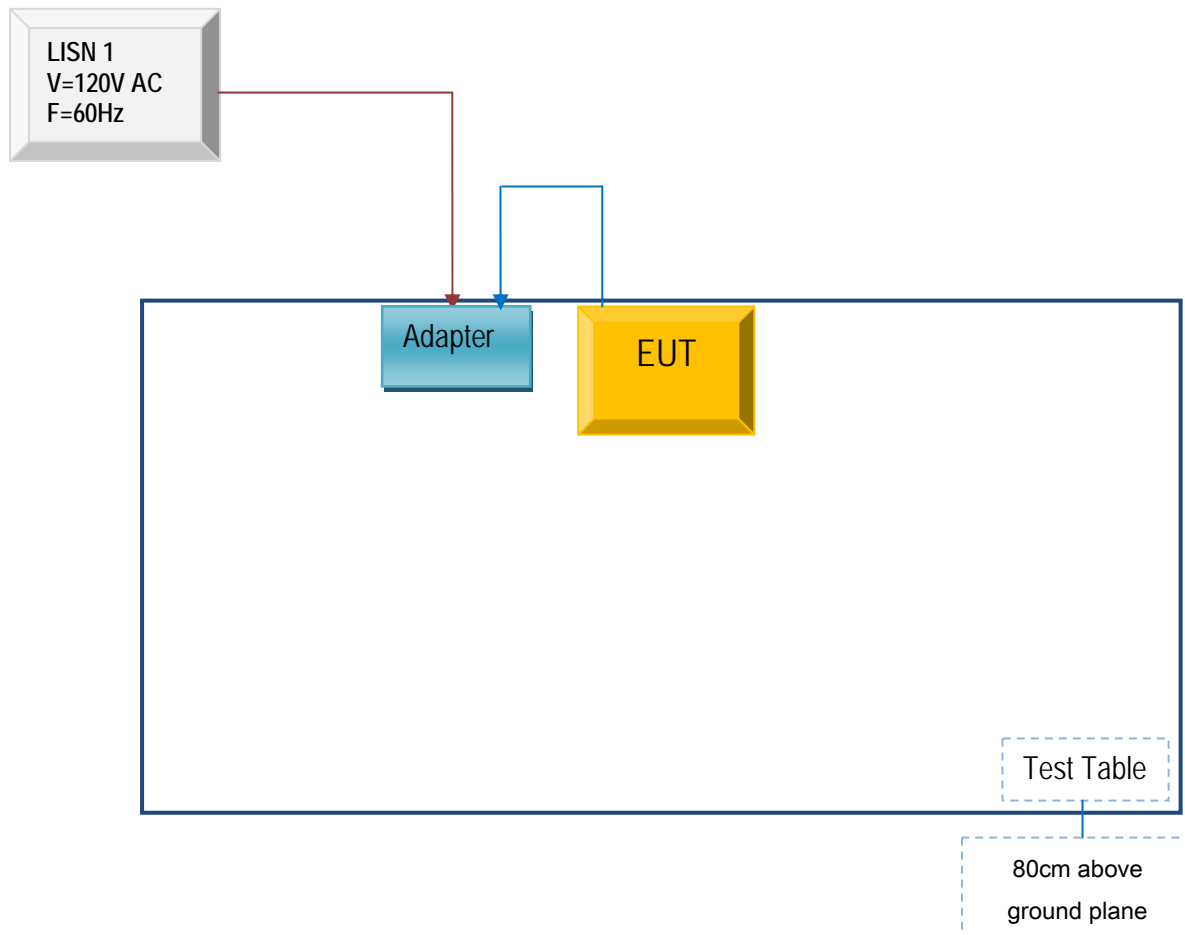 LISN 1
V=120V AC
F=60Hz
Adapter
EUT
Test Table
80cm above
ground plane